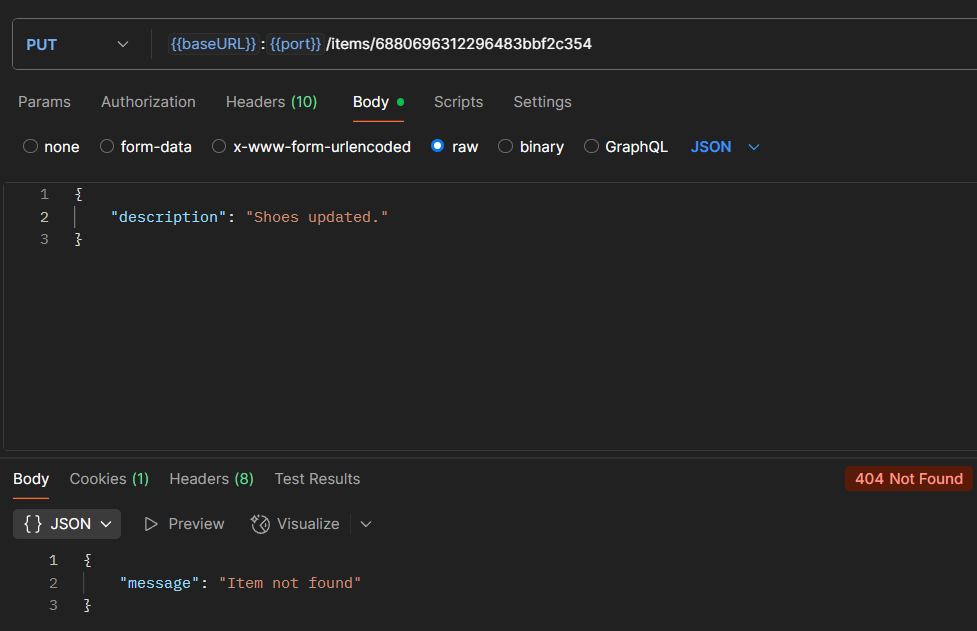 PUT {{baseURL}} : {{port}} /items/6880696312296483bbf2c354
Params Authorization Headers (10) Body Scripts Settings
none form-data x-www-form-urlencoded raw binary GraphQL JSON
1 {
2 "description": "Shoes updated."
3 }
Body Cookies (1) Headers (8) Test Results 404 Not Found
{} JSON Preview Visualize
1 {
2 "message": "Item not found"
3 }